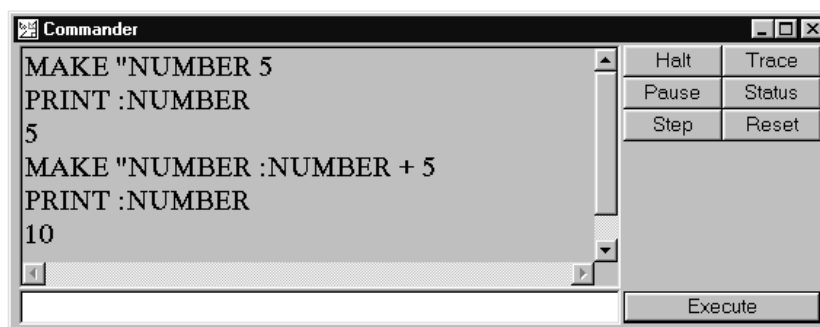 Commander
MAKE "NUMBER 5
PRINT :NUMBER
5
MAKE "NUMBER :NUMBER + 5
PRINT :NUMBER
10
Halt Trace
Pause Status
Step Reset
Execute